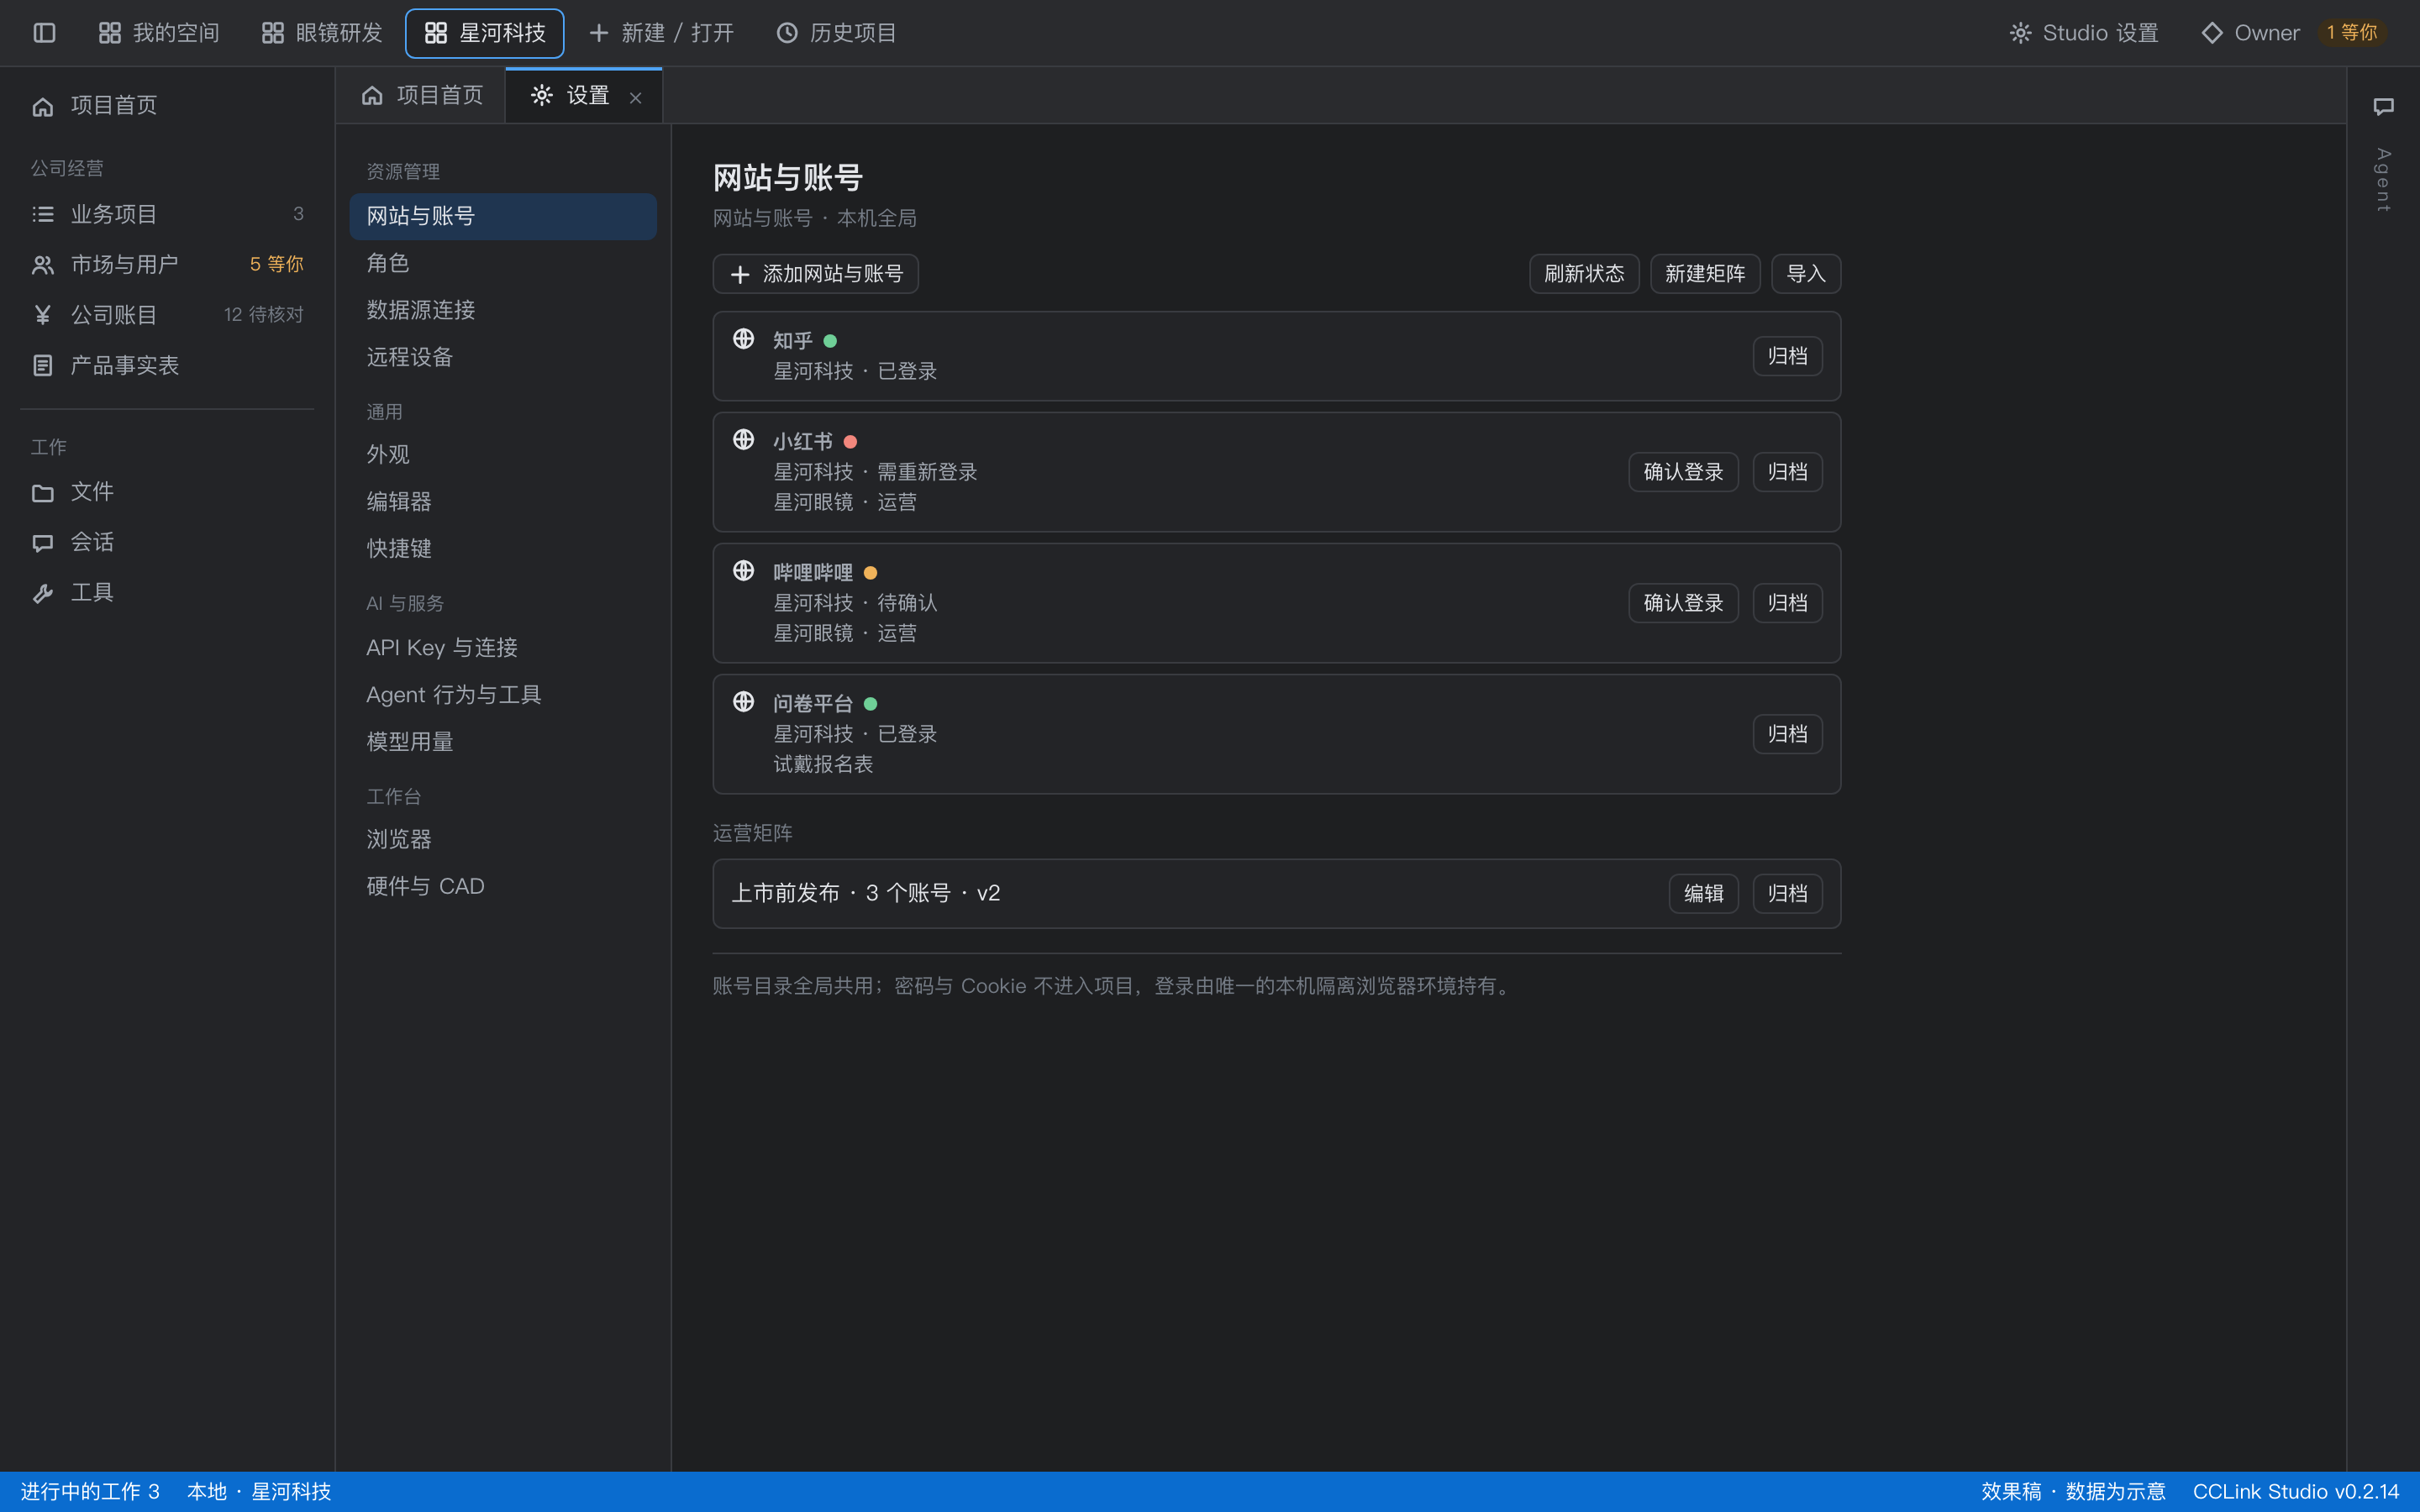 我的空间
眼镜研发
星河科技
新建 / 打开
历史项目
Studio 设置
Owner
1 等你
项目首页
公司经营
业务项目 3
市场与用户 5 等你
公司账目 12 待核对
产品事实表
工作
文件
会话
工具
项目首页
设置
资源管理
网站与账号
角色
数据源连接
远程设备
通用
外观
编辑器
快捷键
AI 与服务
API Key 与连接
Agent 行为与工具
模型用量
工作台
浏览器
硬件与 CAD
网站与账号
网站与账号 · 本机全局
添加网站与账号
刷新状态
新建矩阵
导入
知乎
星河科技 · 已登录
归档
小红书
星河科技 · 需重新登录
星河眼镜 · 运营
确认登录
归档
哔哩哔哩
星河科技 · 待确认
星河眼镜 · 运营
确认登录
归档
问卷平台
星河科技 · 已登录
试戴报名表
归档
运营矩阵
上市前发布 · 3 个账号 · v2
编辑
归档
账号目录全局共用；密码与 Cookie 不进入项目，登录由唯一的本机隔离浏览器环境持有。
Agent
进行中的工作 3
本地 · 星河科技
效果稿 · 数据为示意
CCLink Studio v0.2.14